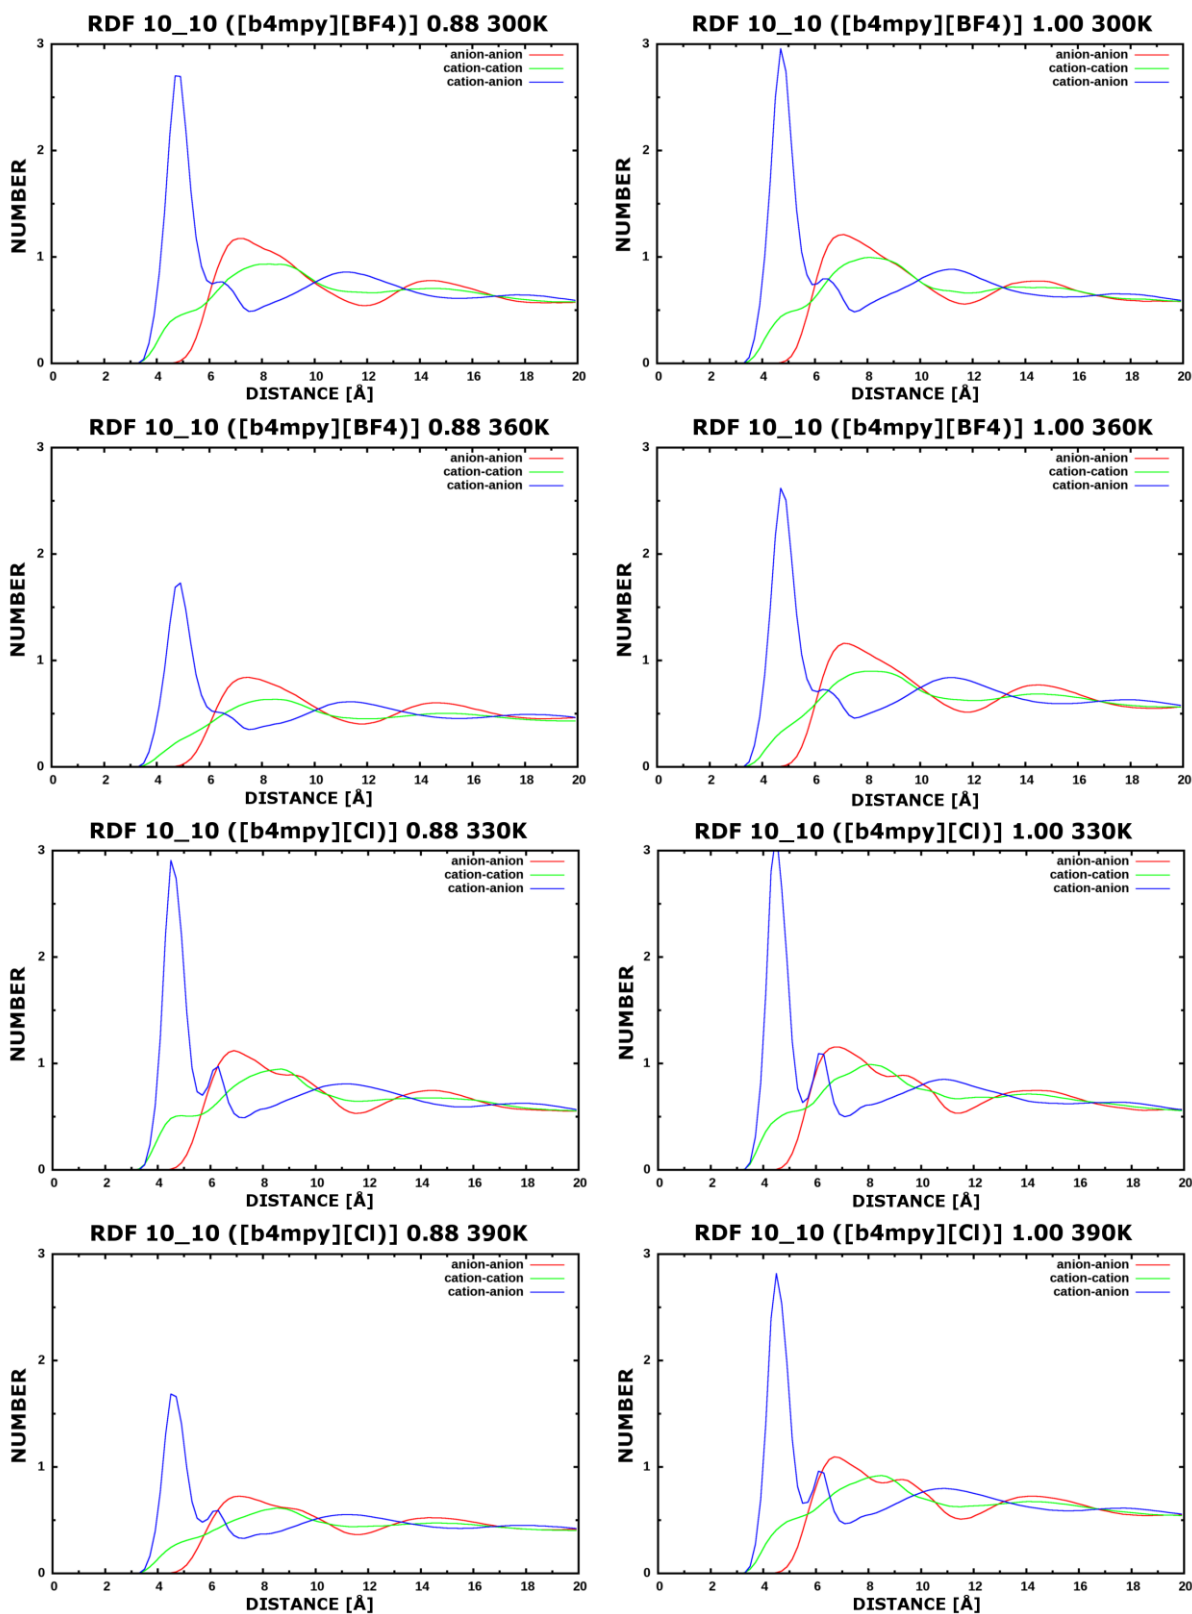 RDF 10_10 ([b4mpy][BF4)] 0.88 300K
3
anion-anion
cation-cation
cation-anion
2
NUMBER
1
0
0 2 4 6 8 10 12 14 16 18 20
DISTANCE [Å]
RDF 10_10 ([b4mpy][BF4)] 1.00 300K
3
anion-anion
cation-cation
cation-anion
2
NUMBER
1
0
0 2 4 6 8 10 12 14 16 18 20
DISTANCE [Å]
RDF 10_10 ([b4mpy][BF4)] 0.88 360K
3
anion-anion
cation-cation
cation-anion
2
NUMBER
1
0
0 2 4 6 8 10 12 14 16 18 20
DISTANCE [Å]
RDF 10_10 ([b4mpy][BF4)] 1.00 360K
3
anion-anion
cation-cation
cation-anion
2
NUMBER
1
0
0 2 4 6 8 10 12 14 16 18 20
DISTANCE [Å]
RDF 10_10 ([b4mpy][Cl)] 0.88 330K
3
anion-anion
cation-cation
cation-anion
2
NUMBER
1
0
0 2 4 6 8 10 12 14 16 18 20
DISTANCE [Å]
RDF 10_10 ([b4mpy][Cl)] 1.00 330K
3
anion-anion
cation-cation
cation-anion
2
NUMBER
1
0
0 2 4 6 8 10 12 14 16 18 20
DISTANCE [Å]
RDF 10_10 ([b4mpy][Cl)] 0.88 390K
3
anion-anion
cation-cation
cation-anion
2
NUMBER
1
0
0 2 4 6 8 10 12 14 16 18 20
DISTANCE [Å]
RDF 10_10 ([b4mpy][Cl)] 1.00 390K
3
anion-anion
cation-cation
cation-anion
2
NUMBER
1
0
0 2 4 6 8 10 12 14 16 18 20
DISTANCE [Å]